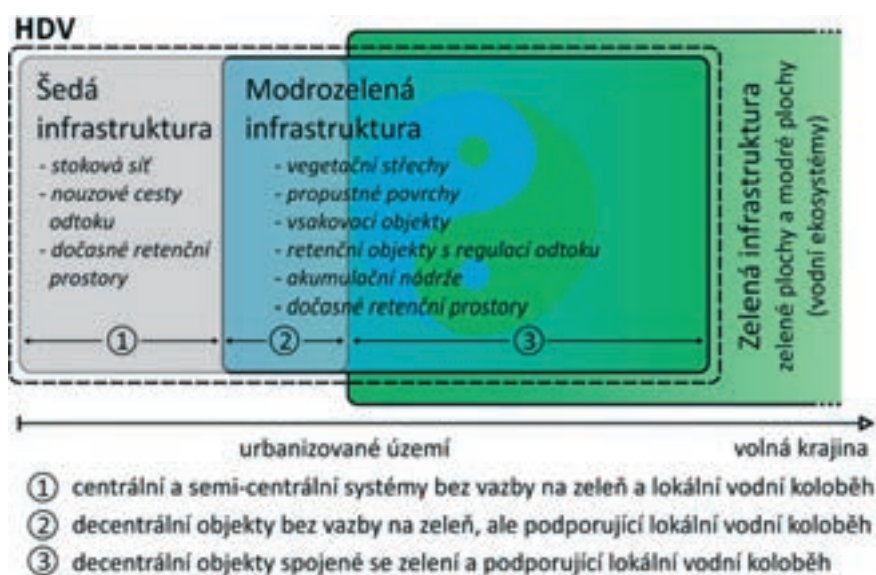 HDV
Šedá
infrastruktura
- stoková síť
- nouzové cesty
odtoku
- dočasné retenční
prostory
Modrozelená
infrastruktura
- vegetační střechy
- propustné povrchy
- vsakovací objekty
- retenční objekty s regulací odtoku
- akumulační nádrže
- dočasné retenční prostory
Zelená infrastruktura
zelené plochy a modré plochy
(vodní ekosystémy)
① ② ③
urbanizované území volná krajina
① centrální a semi-centrální systémy bez vazby na zeleň a lokální vodní koloběh
② decentrální objekty bez vazby na zeleň, ale podporující lokální vodní koloběh
③ decentrální objekty spojené se zelení a podporující lokální vodní koloběh